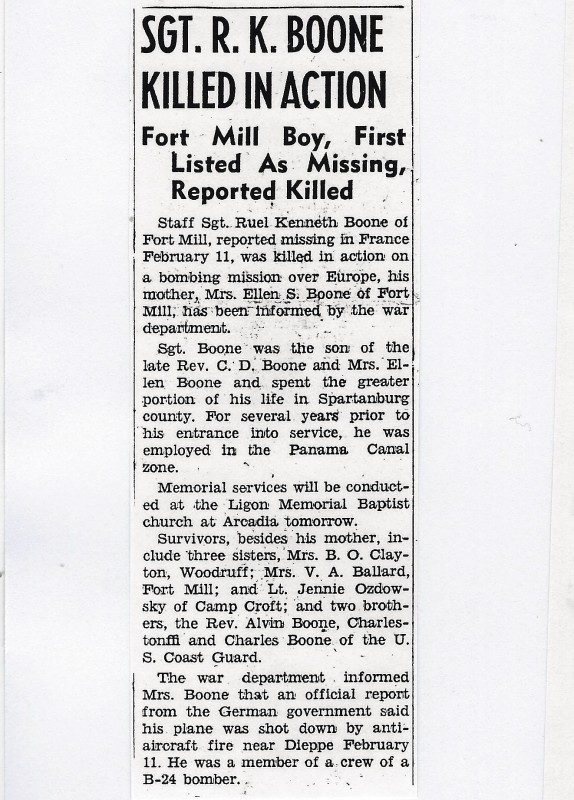 SGT. R. K. BOONE
KILLED IN ACTION
Fort Mill Boy, First
Listed As Missing,
Reported Killed
Staff Sgt. Ruel Kenneth Boone of
Fort Mill, reported missing in France
February 11, was killed in action on
a bombing mission over Europe, his
mother, Mrs. Ellen S. Boone of Fort
Mill, has been informed by the war
department.
Sgt. Boone was the son of the
late Rev. C. D. Boone and Mrs. El-
len Boone and spent the greater
portion of his life in Spartanburg
county. For several years prior to
his entrance into service, he was
employed in the Panama Canal
zone.
Memorial services will be conduct-
ed at the Ligon Memorial Baptist
church at Arcadia tomorrow.
Survivors, besides his mother, in-
clude three sisters, Mrs. B. O. Clay-
ton, Woodruff; Mrs. V. A. Ballard,
Fort Mill; and Lt. Jennie Ozdow-
sky of Camp Croft; and two broth-
ers, the Rev. Alvin Boone, Charles-
tonffi and Charles Boone of the U.
S. Coast Guard.
The war department informed
Mrs. Boone that an official report
from the German government said
his plane was shot down by anti-
aircraft fire near Dieppe February
11. He was a member of a crew of a
B-24 bomber.